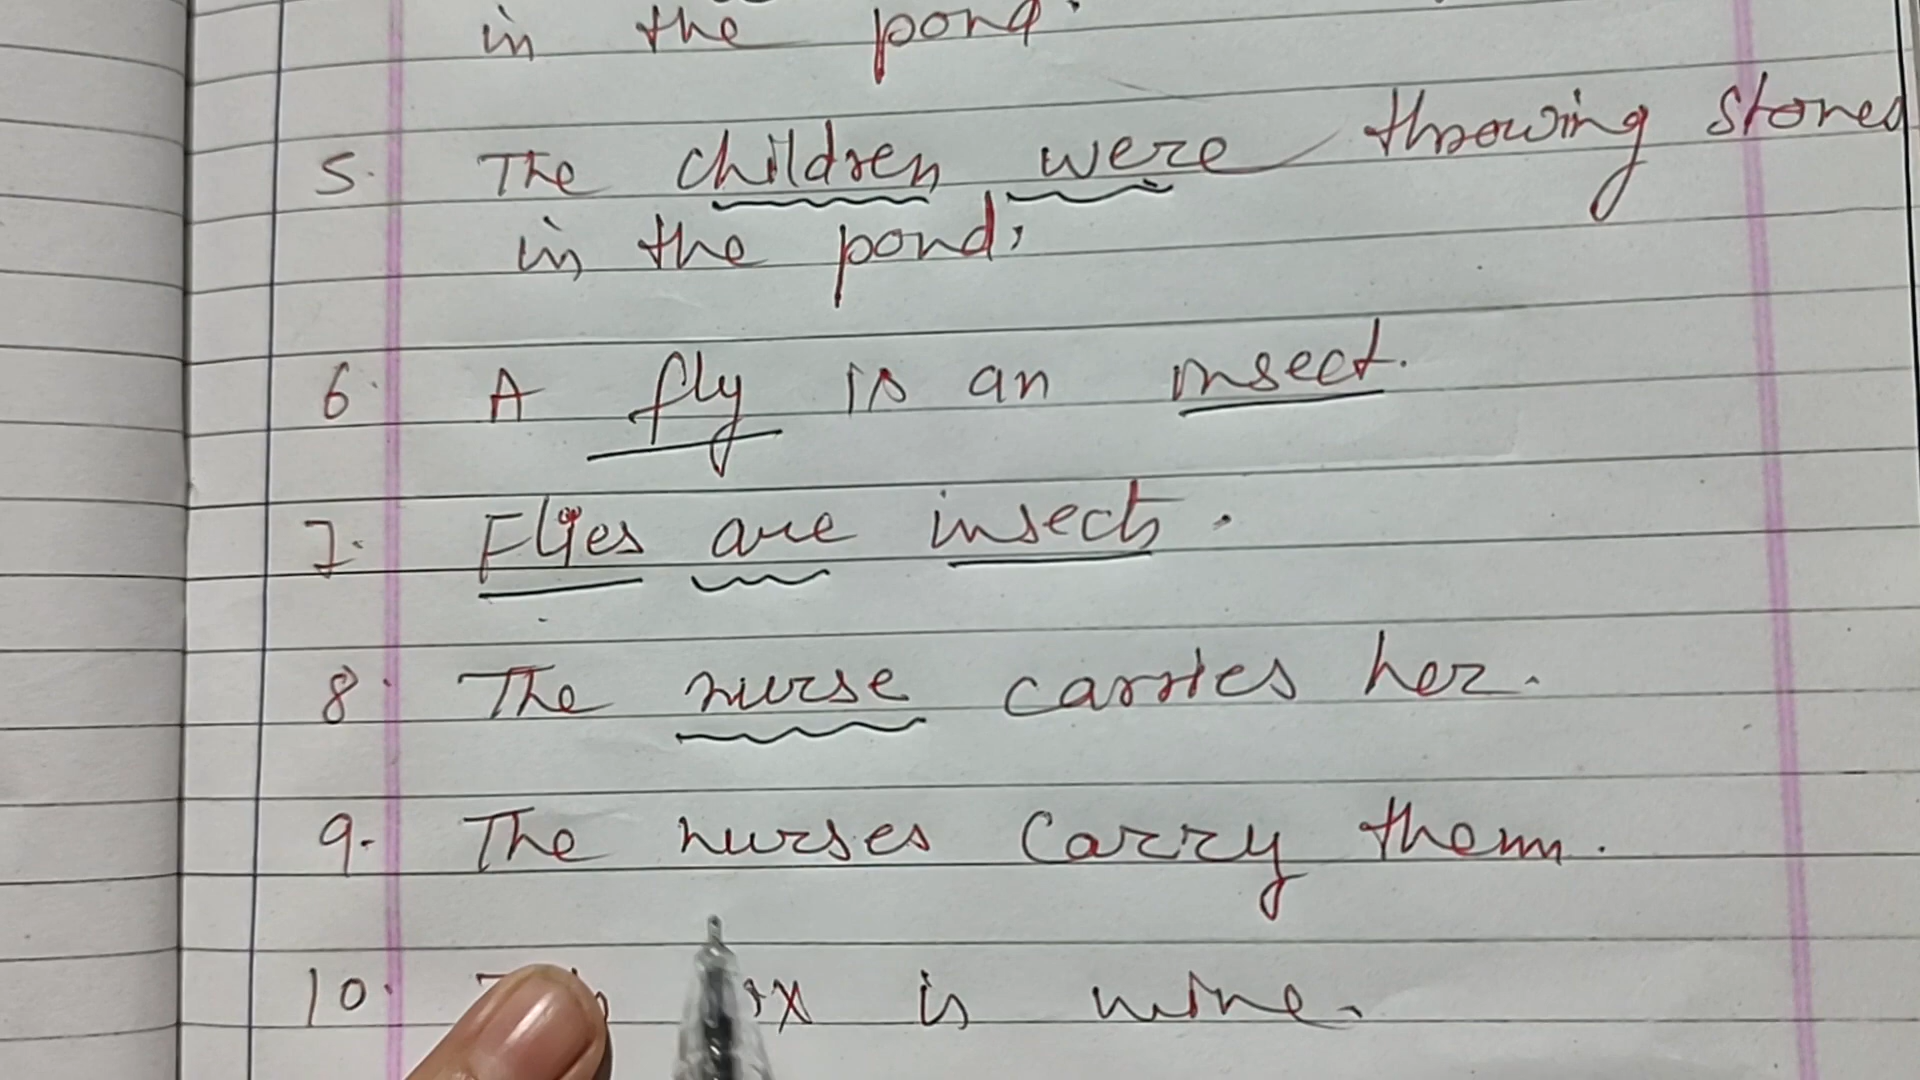 in the pond.
5. The children were throwing stones
in the pond.
6. A fly is an insect.
7. Flies are insects.
8. The nurse carries her.
9. The nurses carry them.
10. is mine.